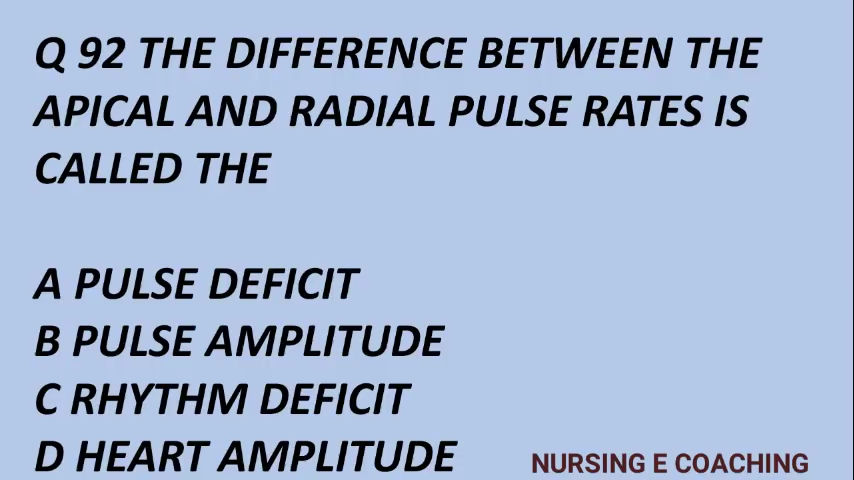 Q 92 THE DIFFERENCE BETWEEN THE
APICAL AND RADIAL PULSE RATES IS
CALLED THE
A PULSE DEFICIT
B PULSE AMPLITUDE
C RHYTHM DEFICIT
D HEART AMPLITUDE
NURSING E COACHING